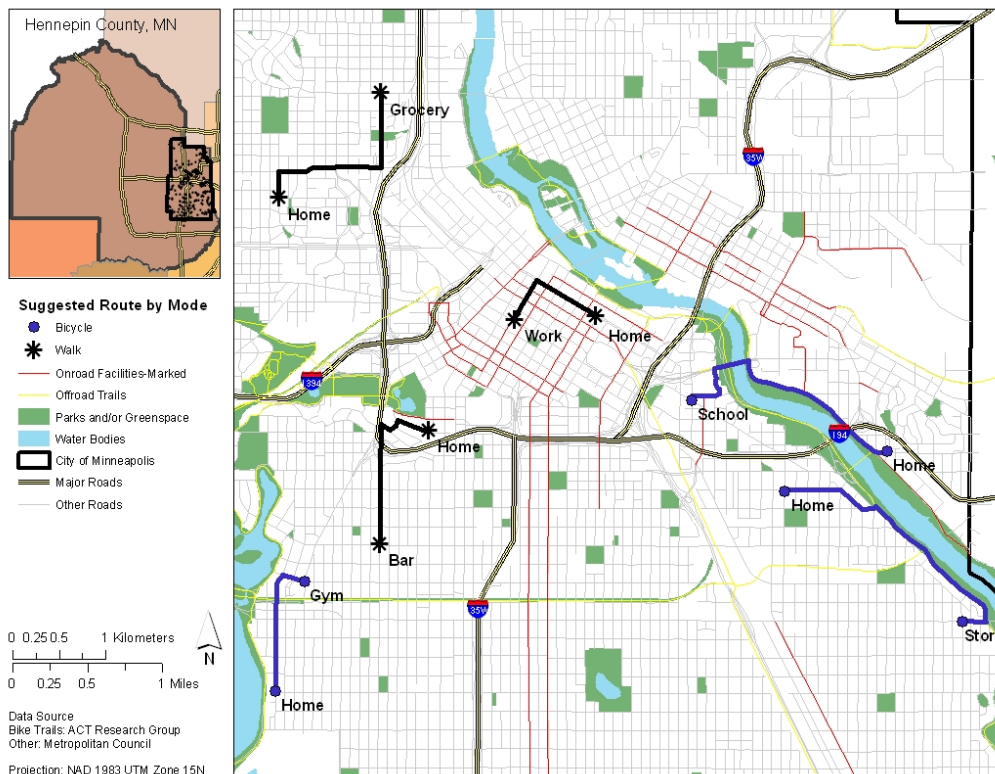 Hennepin County, MN
Suggested Route by Mode
Bicycle
Walk
Onroad Facilities-Marked
Offroad Trails
Parks and/or Greenspace
Water Bodies
City of Minneapolis
Major Roads
Other Roads
0 0.25 0.5 1 Kilometers
0 0.25 0.5 1 Miles
N
Data Source
Bike Trails: ACT Research Group
Other: Metropolitan Council
Projection: NAD 1983 UTM Zone 15N
Grocery
Home
35W
Work
Home
I394
School
Home
I94
Home
Home
Bar
Gym
35W
Stor
Home